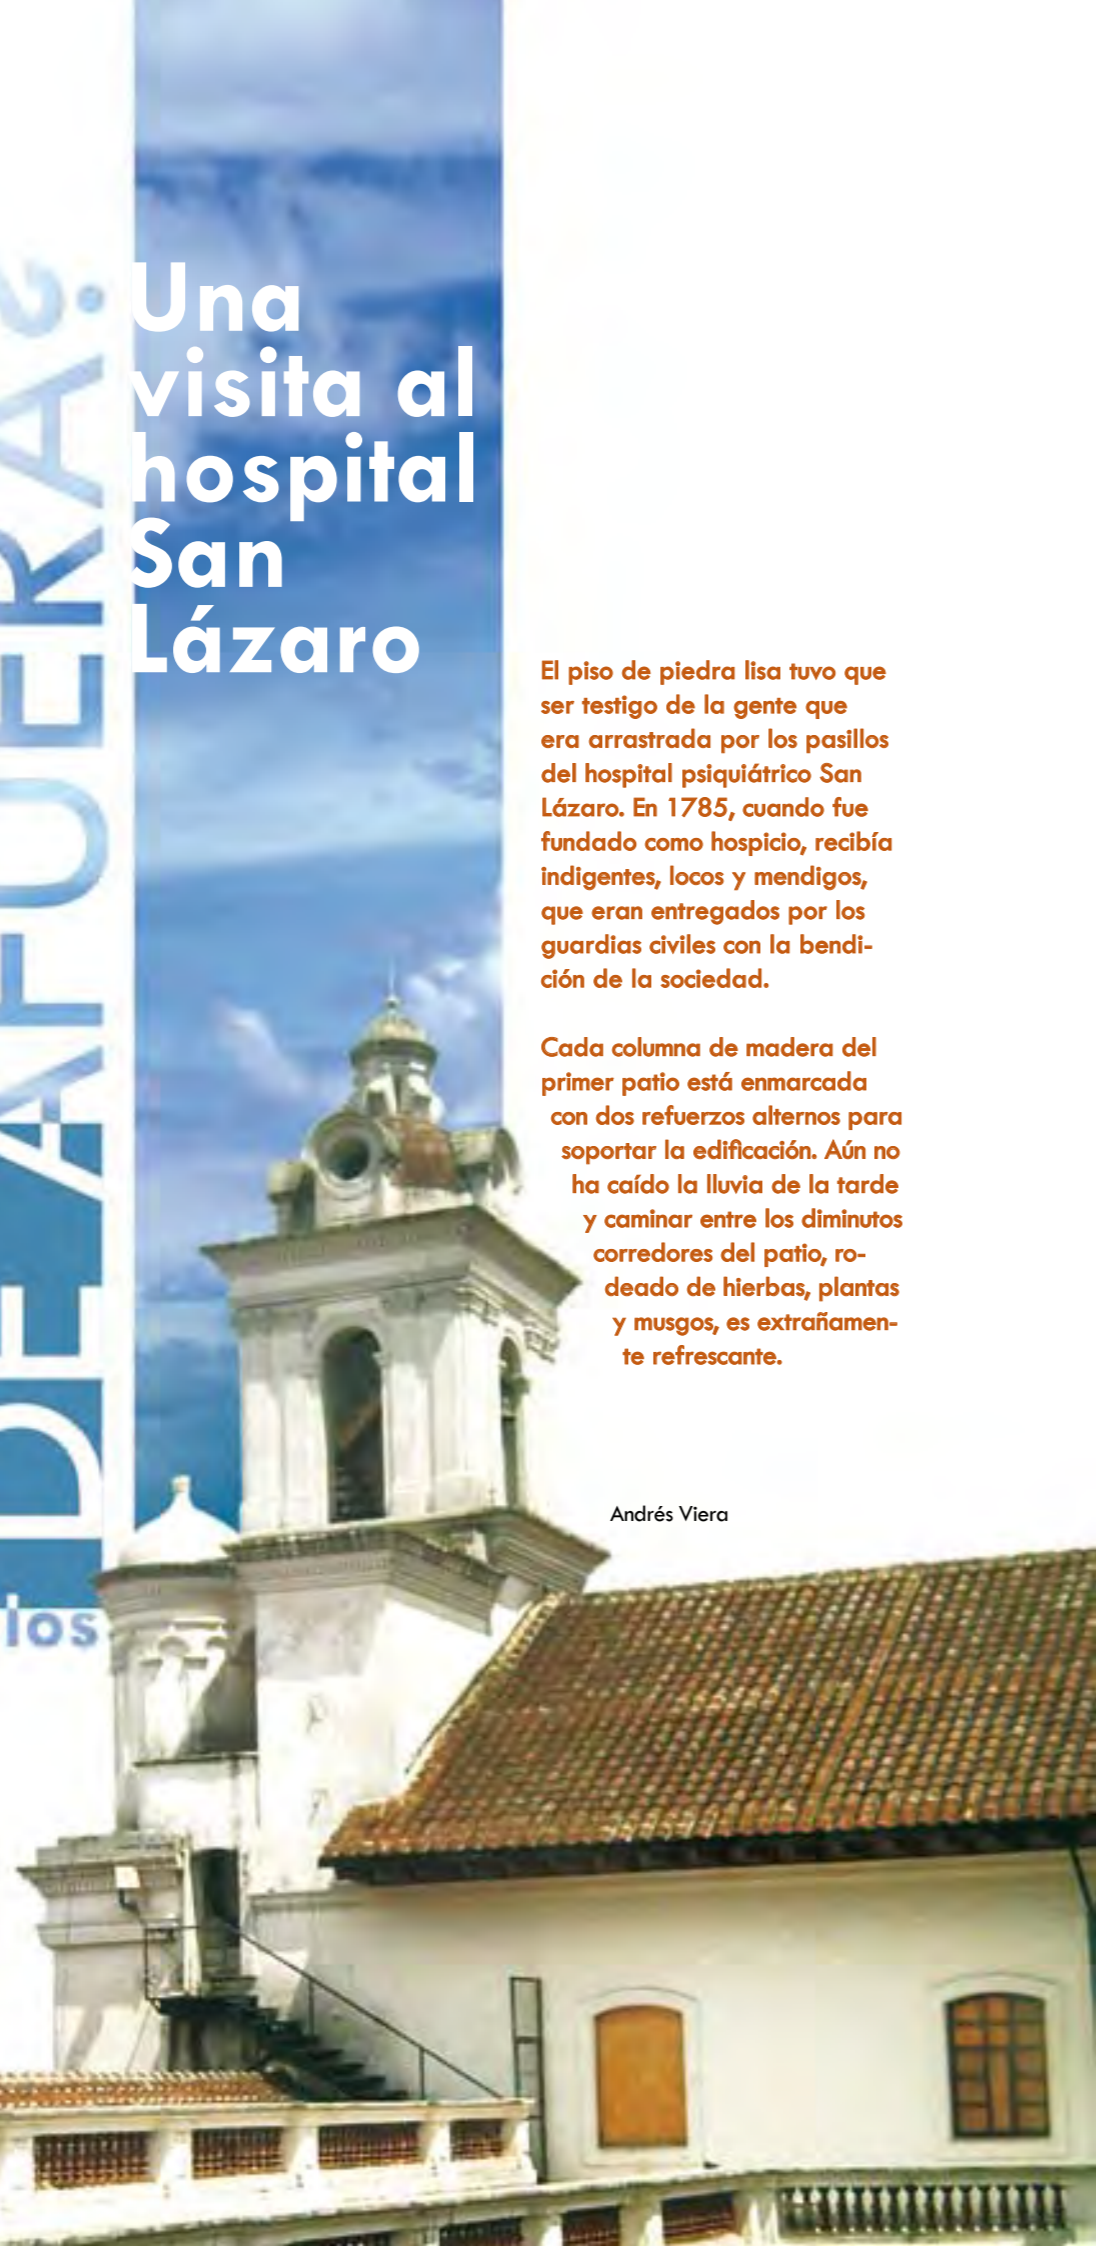 DE AFUERA?
los
Una
visita al
hospital
San
Lázaro
El piso de piedra lisa tuvo que
ser testigo de la gente que
era arrastrada por los pasillos
del hospital psiquiátrico San
Lázaro. En 1785, cuando fue
fundado como hospicio, recibía
indigentes, locos y mendigos,
que eran entregados por los
guardias civiles con la bendi-
ción de la sociedad.
Cada columna de madera del
primer patio está enmarcada
con dos refuerzos alternos para
soportar la edificación. Aún no
ha caído la lluvia de la tarde
y caminar entre los diminutos
corredores del patio, ro-
deado de hierbas, plantas
y musgos, es extrañamen-
te refrescante.
Andrés Viera